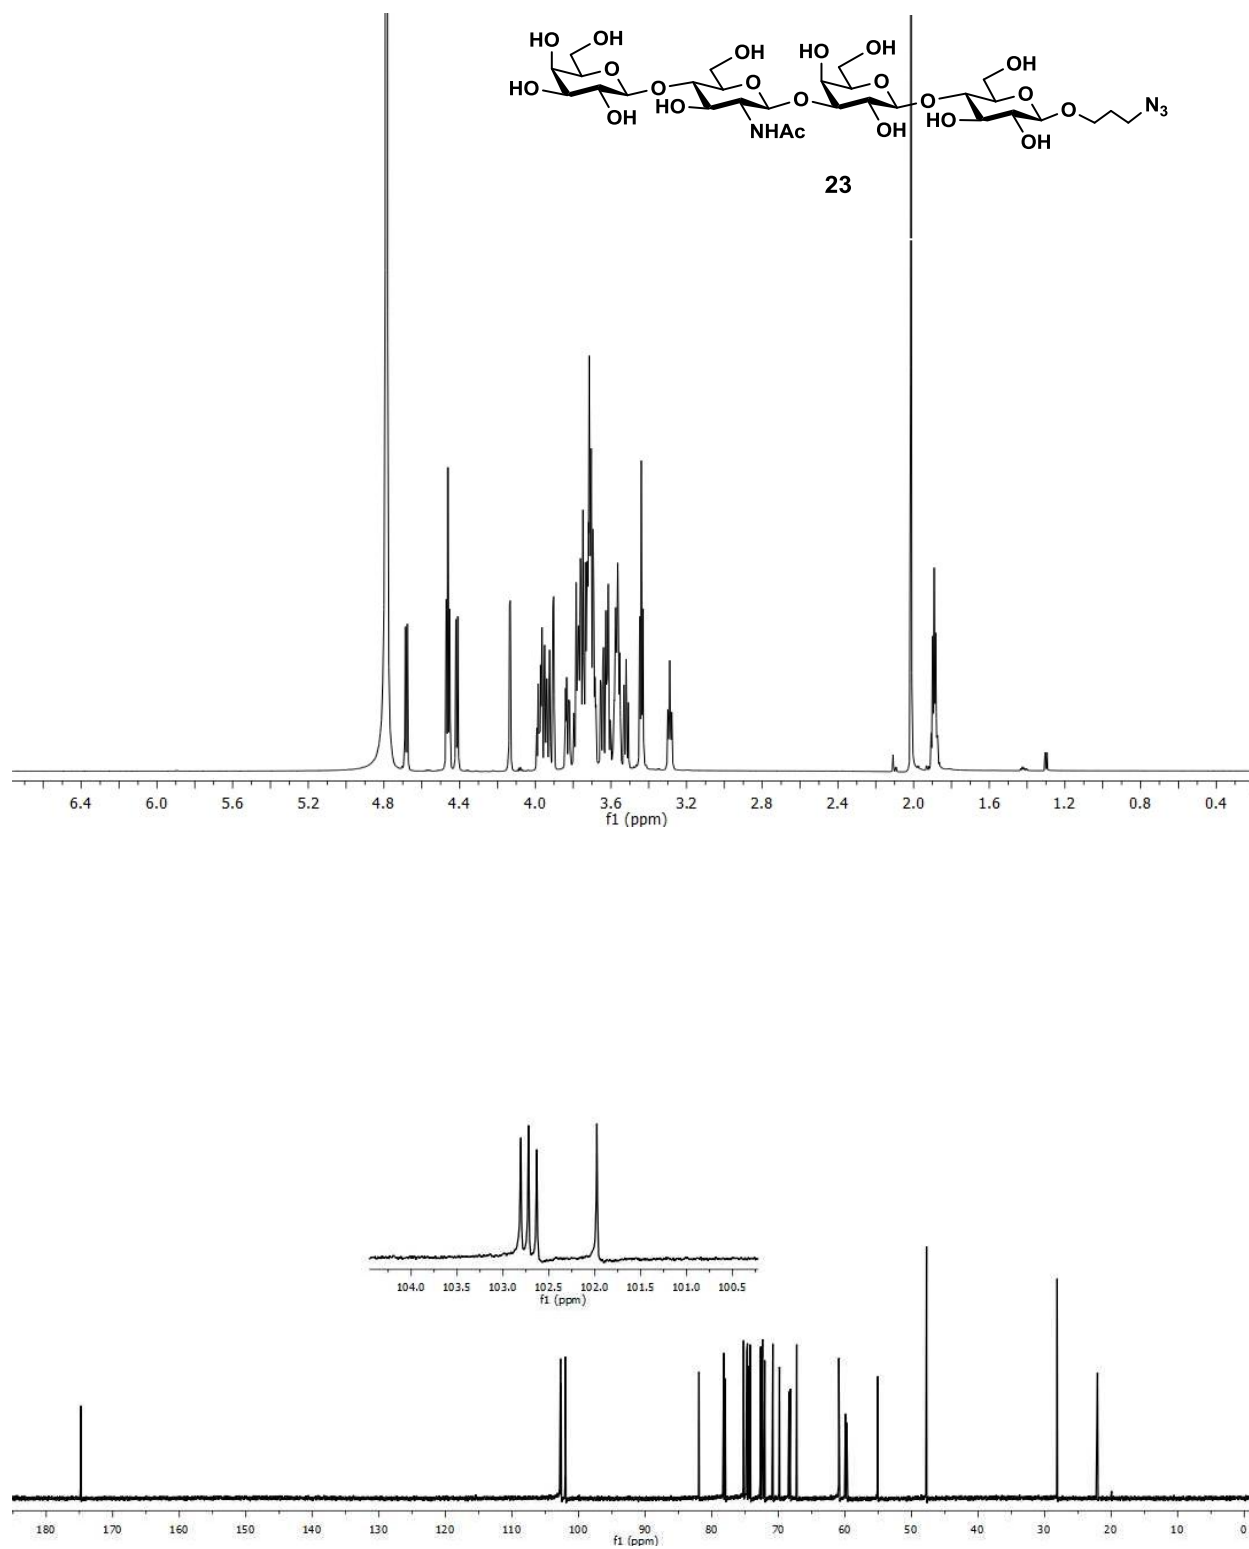 HO OH OH HO OH OH
HO O O O O O O O O N₃
OH HO NHAc OH HO OH
23
6.4 6.0 5.6 5.2 4.8 4.4 4.0 3.6 3.2 2.8 2.4 2.0 1.6 1.2 0.8 0.4
f1 (ppm)
104.0 103.5 103.0 102.5 102.0 101.5 101.0 100.5
f1 (ppm)
180 170 160 150 140 130 120 110 100 90 80 70 60 50 40 30 20 10 0
f1 (ppm)